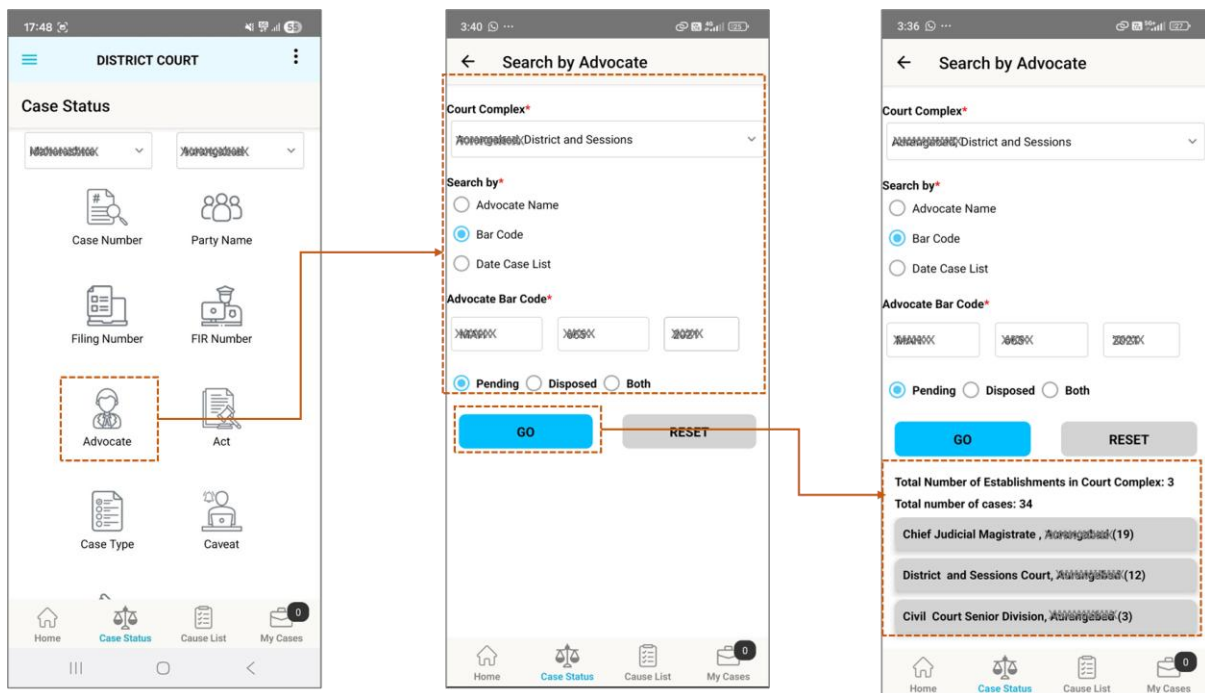 17:48
DISTRICT COURT
Case Status
Case Number
Party Name
Filing Number
FIR Number
Advocate
Act
Case Type
Caveat
0
Home
Case Status
Cause List
My Cases
3:40
Search by Advocate
Court Complex*
District and Sessions
Search by*
Advocate Name
Bar Code
Date Case List
Advocate Bar Code*
Pending Disposed Both
GO
RESET
0
Home
Case Status
Cause List
My Cases
3:36
Search by Advocate
Court Complex*
District and Sessions
Search by*
Advocate Name
Bar Code
Date Case List
Advocate Bar Code*
Pending Disposed Both
GO
RESET
Total Number of Establishments in Court Complex: 3
Total number of cases: 34
Chief Judicial Magistrate , (19)
District and Sessions Court, (12)
Civil Court Senior Division, (3)
0
Home
Case Status
Cause List
My Cases